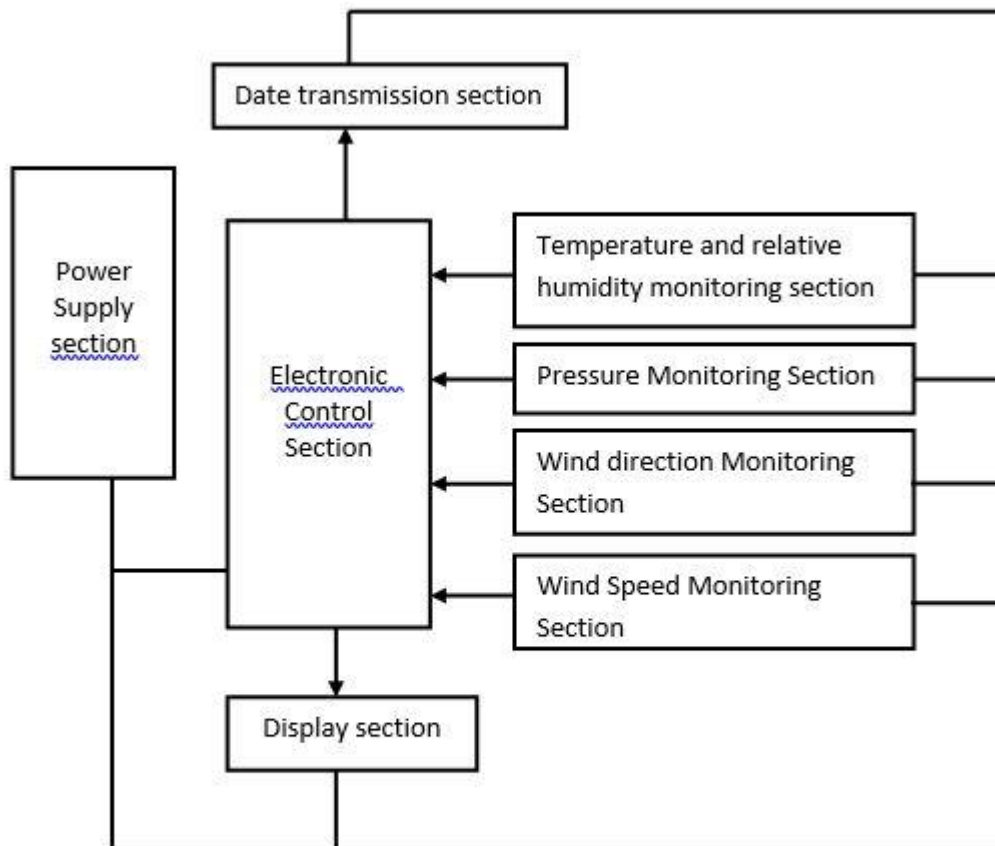 Date transmission section
Power
Supply
section
Electronic
Control
Section
Temperature and relative
humidity monitoring section
Pressure Monitoring Section
Wind direction Monitoring
Section
Wind Speed Monitoring
Section
Display section